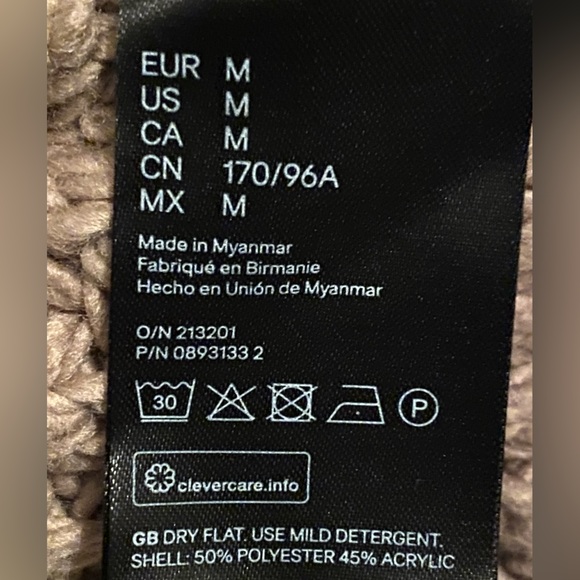 EUR M
US M
CA M
CN 170/96A
MX M
Made in Myanmar
Fabriqué en Birmanie
Hecho en Unión de Myanmar
O/N 213201
P/N 0893133 2
30 P
clevercare.info
GB DRY FLAT. USE MILD DETERGENT.
SHELL: 50% POLYESTER 45% ACRYLIC